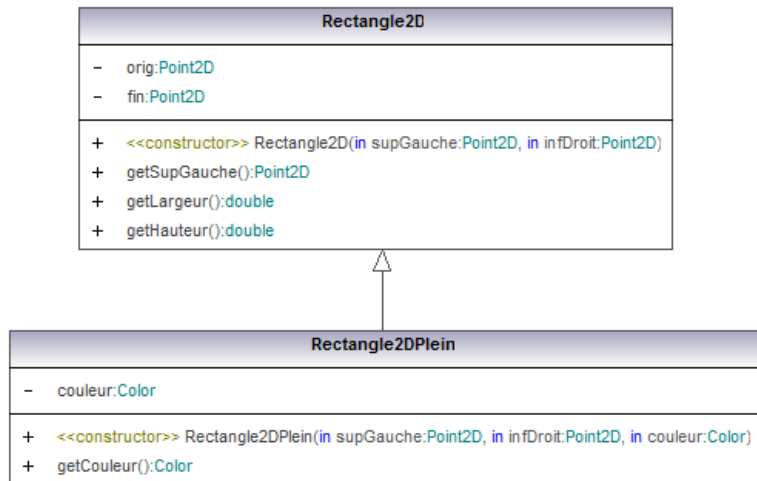 Rectangle2D
- orig:Point2D
- fin:Point2D
+ <<constructor>> Rectangle2D(in supGauche:Point2D, in infDroit:Point2D)
+ getSupGauche():Point2D
+ getLargeur():double
+ getHauteur():double
Rectangle2DPlein
- couleur:Color
+ <<constructor>> Rectangle2DPlein(in supGauche:Point2D, in infDroit:Point2D, in couleur:Color)
+ getCouleur():Color